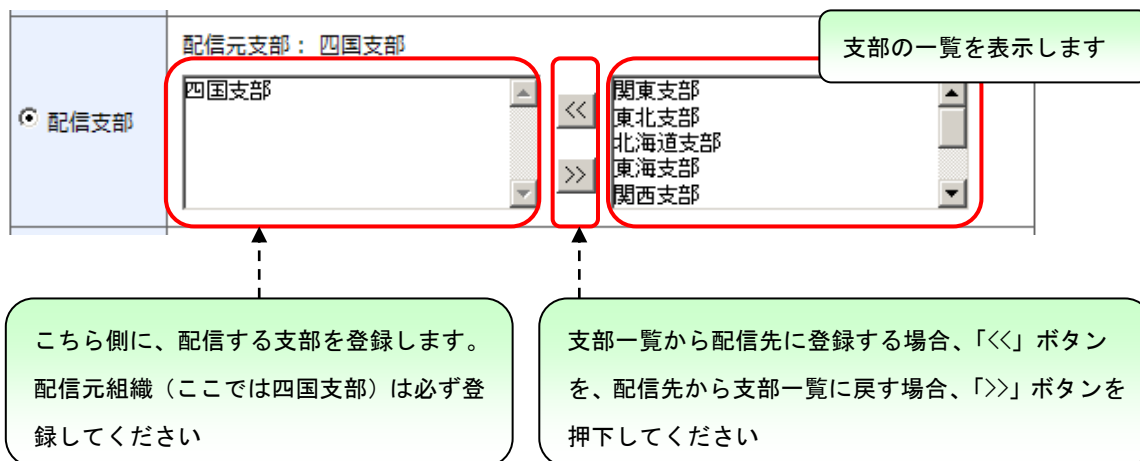 配信元支部： 四国支部
支部の一覧を表示します
配信支部
四国支部
<<
>>
関東支部
東北支部
北海道支部
東海支部
関西支部
こちら側に、配信する支部を登録します。
配信元組織（ここでは四国支部）は必ず登
録してください
支部一覧から配信先に登録する場合、「<<」ボタン
を、配信先から支部一覧に戻す場合、「>>」ボタンを
押下してください